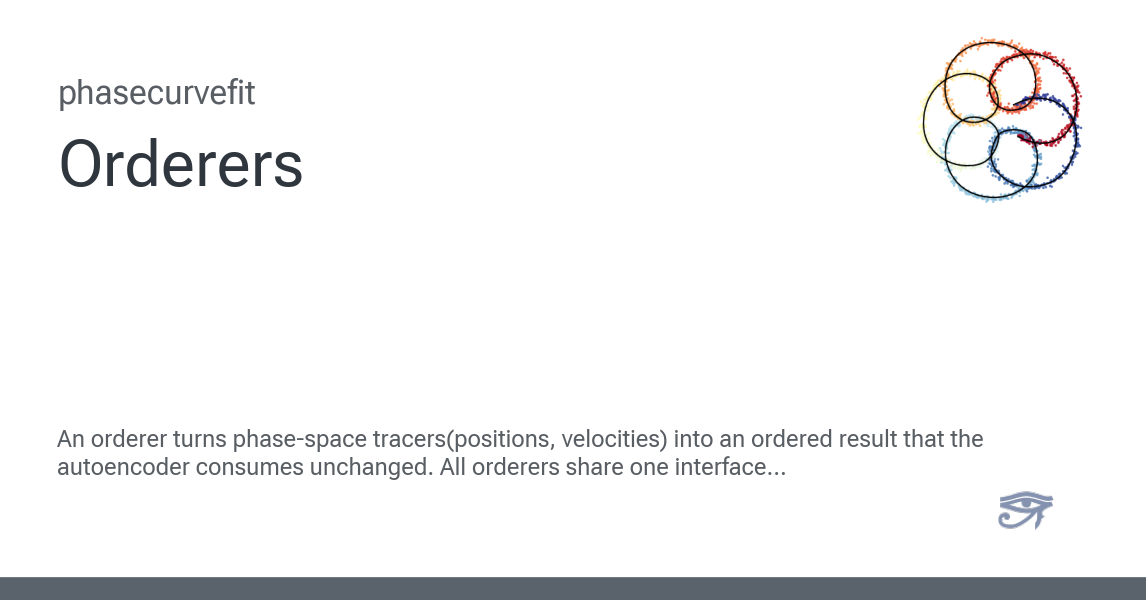 phasecurvefit
Orderers
An orderer turns phase-space tracers(positions, velocities) into an ordered result that the
autoencoder consumes unchanged. All orderers share one interface...